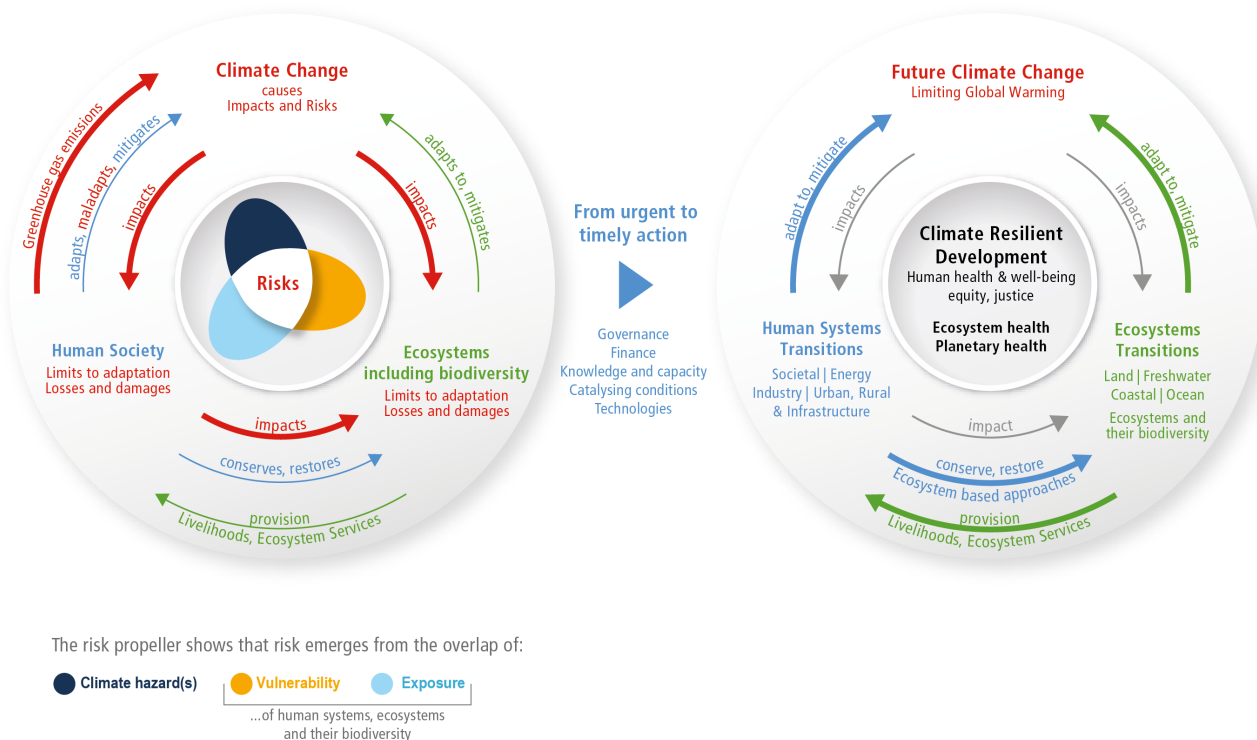 Climate Change
causes
Impacts and Risks
Greenhouse gas emissions
adapts, maladapts, mitigates
impacts
impacts
adapts to, mitigates
Risks
Human Society
Limits to adaptation
Losses and damages
Ecosystems
including biodiversity
Limits to adaptation
Losses and damages
impacts
conserves, restores
provision
Livelihoods, Ecosystem Services
From urgent to
timely action
Governance
Finance
Knowledge and capacity
Catalysing conditions
Technologies
Future Climate Change
Limiting Global Warming
adapt to, mitigate
impacts
impacts
adapt to, mitigate
Climate Resilient
Development
Human health & well-being
equity, justice
Ecosystem health
Planetary health
Human Systems
Transitions
Societal | Energy
Industry | Urban, Rural
& Infrastructure
Ecosystems
Transitions
Land | Freshwater
Coastal | Ocean
Ecosystems and
their biodiversity
impact
conserve, restore
Ecosystem based approaches
provision
Livelihoods, Ecosystem Services
The risk propeller shows that risk emerges from the overlap of:
Climate hazard(s) Vulnerability Exposure
...of human systems, ecosystems
and their biodiversity